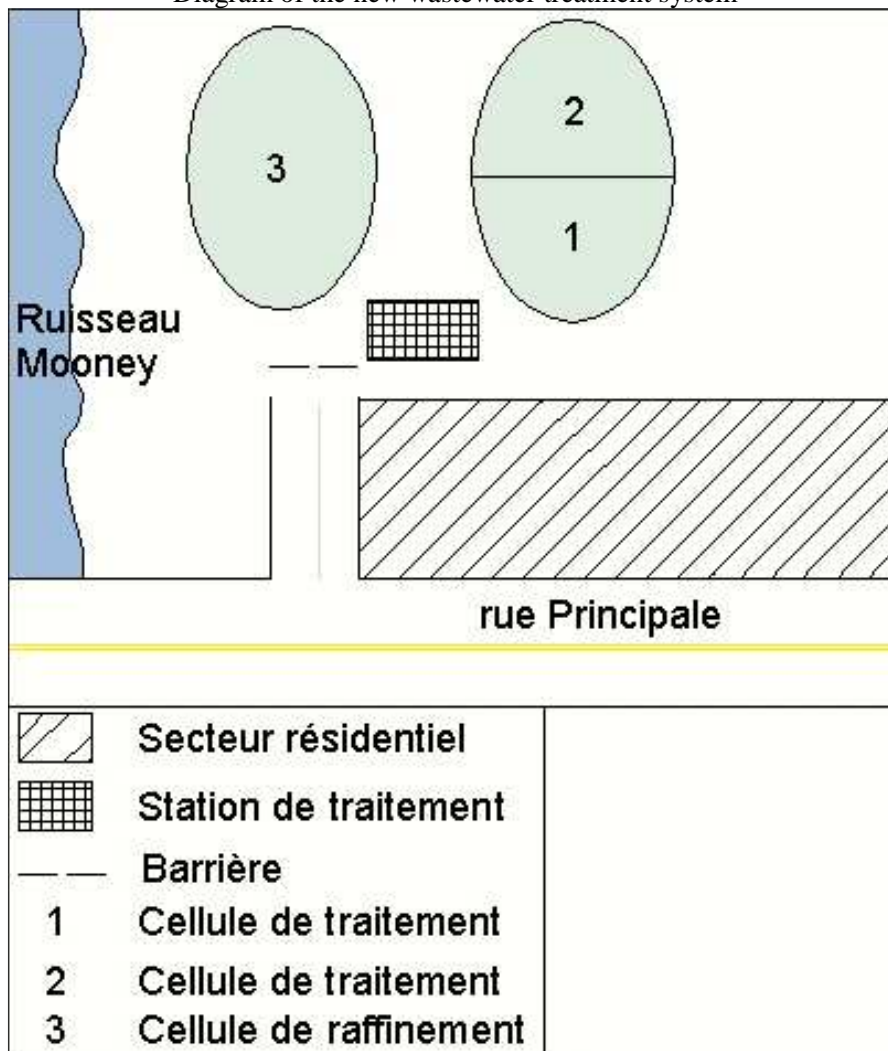 Diagram of the new wastewater treatment system
3
2
1
Ruisseau
Mooney
rue Principale
Secteur résidentiel
Station de traitement
Barrière
1 Cellule de traitement
2 Cellule de traitement
3 Cellule de raffinement